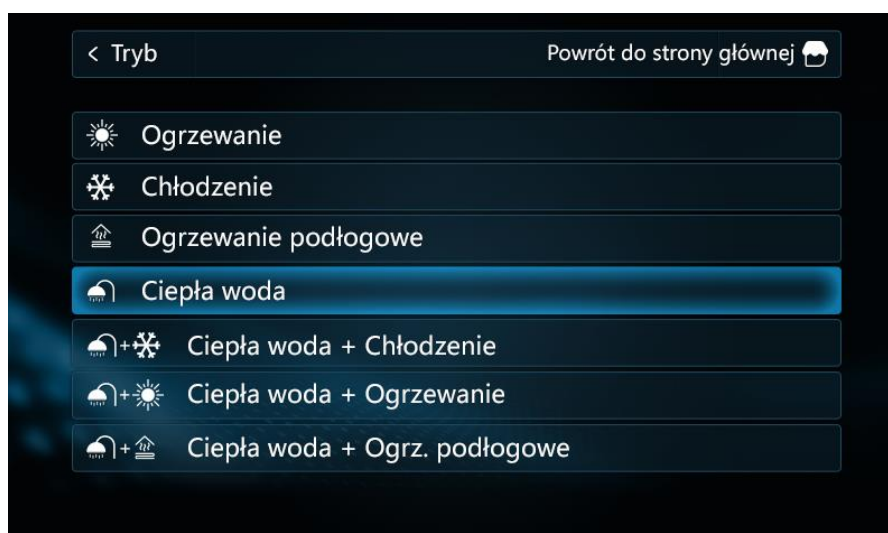 < Tryb
Powrót do strony głównej
Ogrzewanie
Chłodzenie
Ogrzewanie podłogowe
Ciepła woda
+ Ciepła woda + Chłodzenie
+ Ciepła woda + Ogrzewanie
+ Ciepła woda + Ogrz. podłogowe